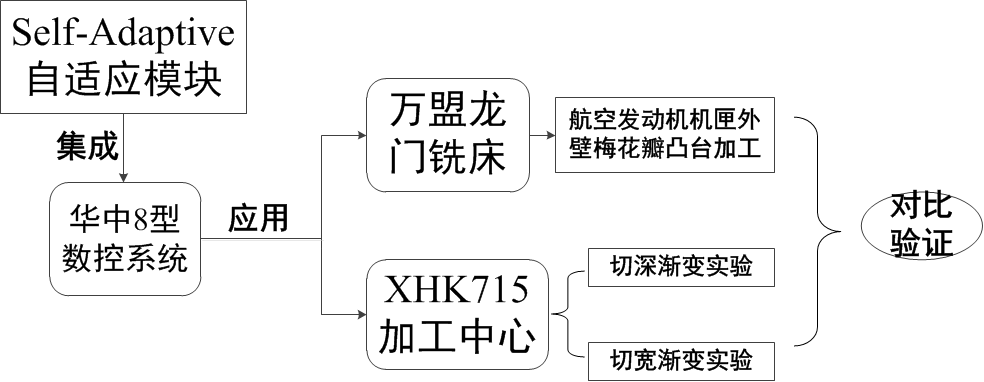 Self-Adaptive
自适应模块
集成
华中8型
数控系统
应用
万盟龙
门铣床
航空发动机机匣外
壁梅花瓣凸台加工
XHK715
加工中心
切深渐变实验
切宽渐变实验
对比
验证